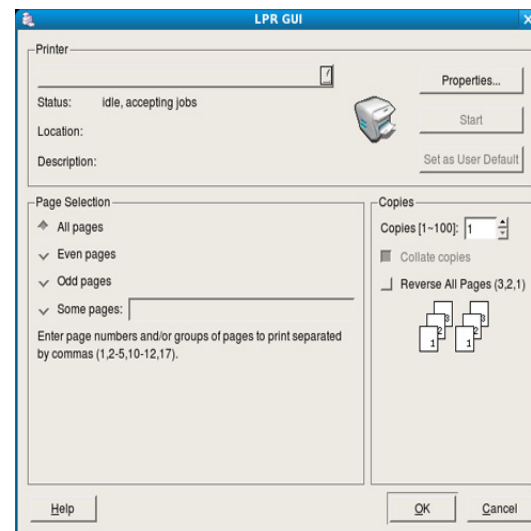 LPR GUI
Printer
Properties...
Status: idle, accepting jobs
Start
Location:
Set as User Default
Description:
Page Selection
All pages
Even pages
Odd pages
Some pages:
Enter page numbers and/or groups of pages to print separated
by commas (1,2-5,10-12,17).
Copies
Copies [1~100]: 1
Collate copies
Reverse All Pages (3,2,1)
3 3
2 2
1 1
Help
OK
Cancel